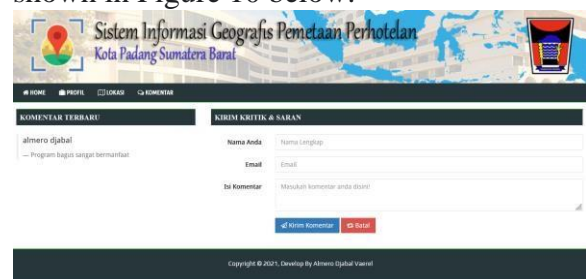 shown in Figure 10 below.
Sistem Informasi Geografis Pemetaan Perhotelan
Kota Padang Sumatera Barat
HOME PROFIL LOKASI KOMENTAR
KOMENTAR TERBARU
almero djabal
— Program bagus sangat bermanfaat
KIRIM KRITIK & SARAN
Nama Anda Nama Lengkap
Email Email
Isi Komentar Masukan komentar anda disini!
Kirim Komentar Batal
Copyright © 2021, Develop By Almero Djabal Vaerel